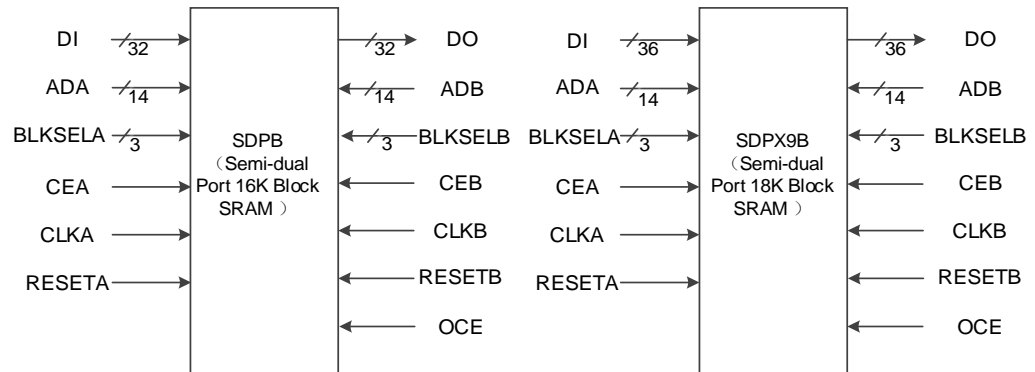 DI 32 32 DO DI 36 36 DO
ADA 14 14 ADB ADA 14 14 ADB
BLKSELA 3 3 BLKSELB BLKSELA 3 3 BLKSELB
SDPB SDPX9B
（Semi-dual （Semi-dual
CEA Port 16K Block CEB CEA Port 18K Block CEB
SRAM ） SRAM ）
CLKA CLKB CLKA CLKB
RESETA RESETB RESETA RESETB
OCE OCE